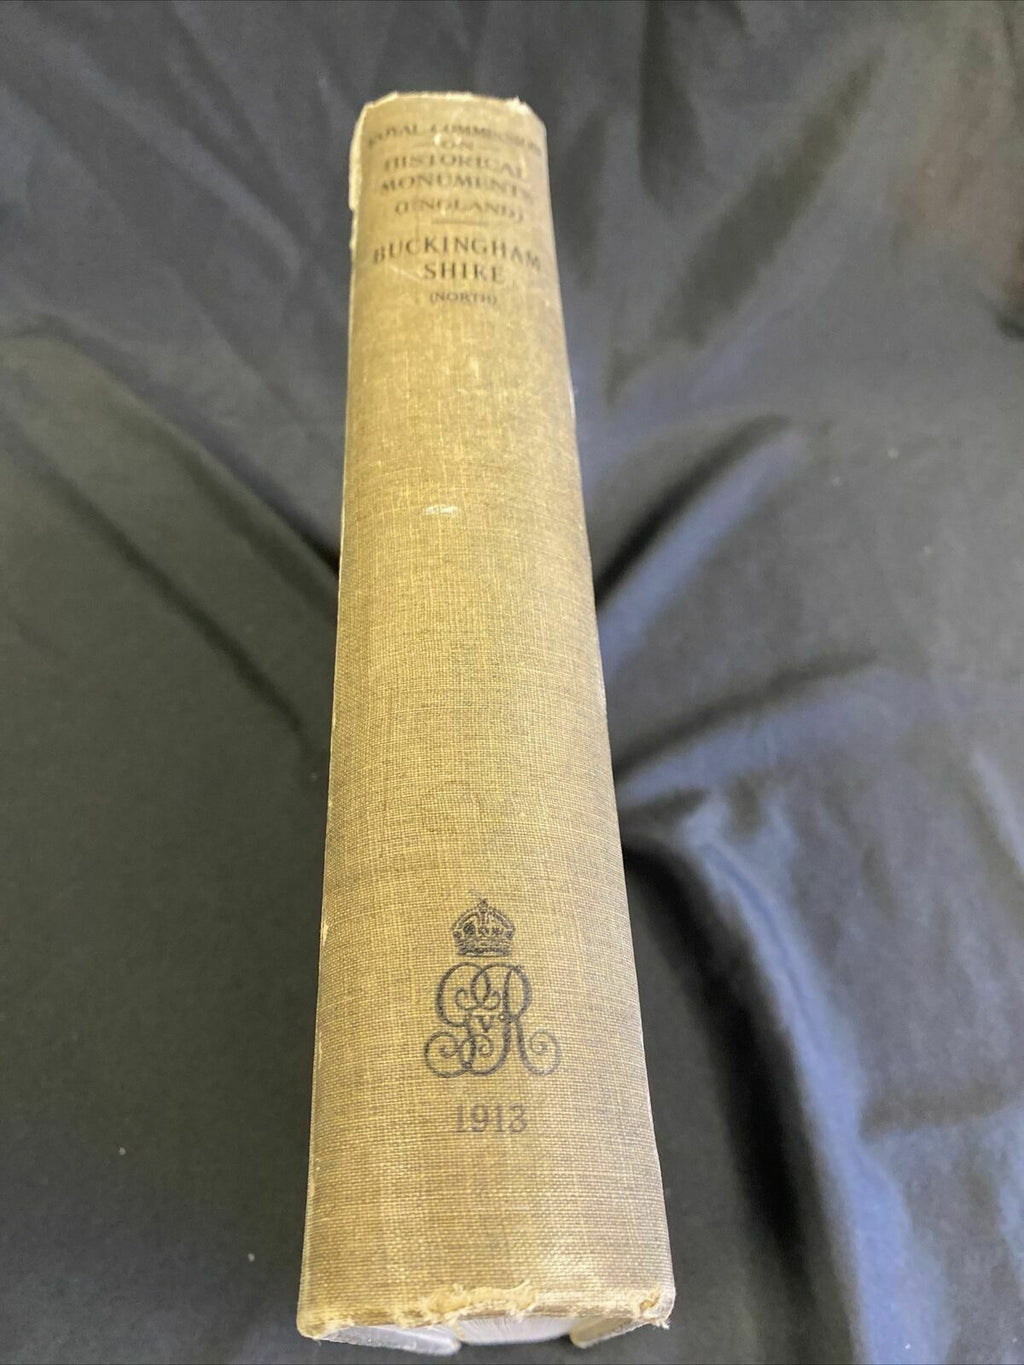 ROYAL COMMISSION
ON
HISTORICAL
MONUMENTS
(ENGLAND)
BUCKINGHAM-
SHIRE
(NORTH)
GVR
1913